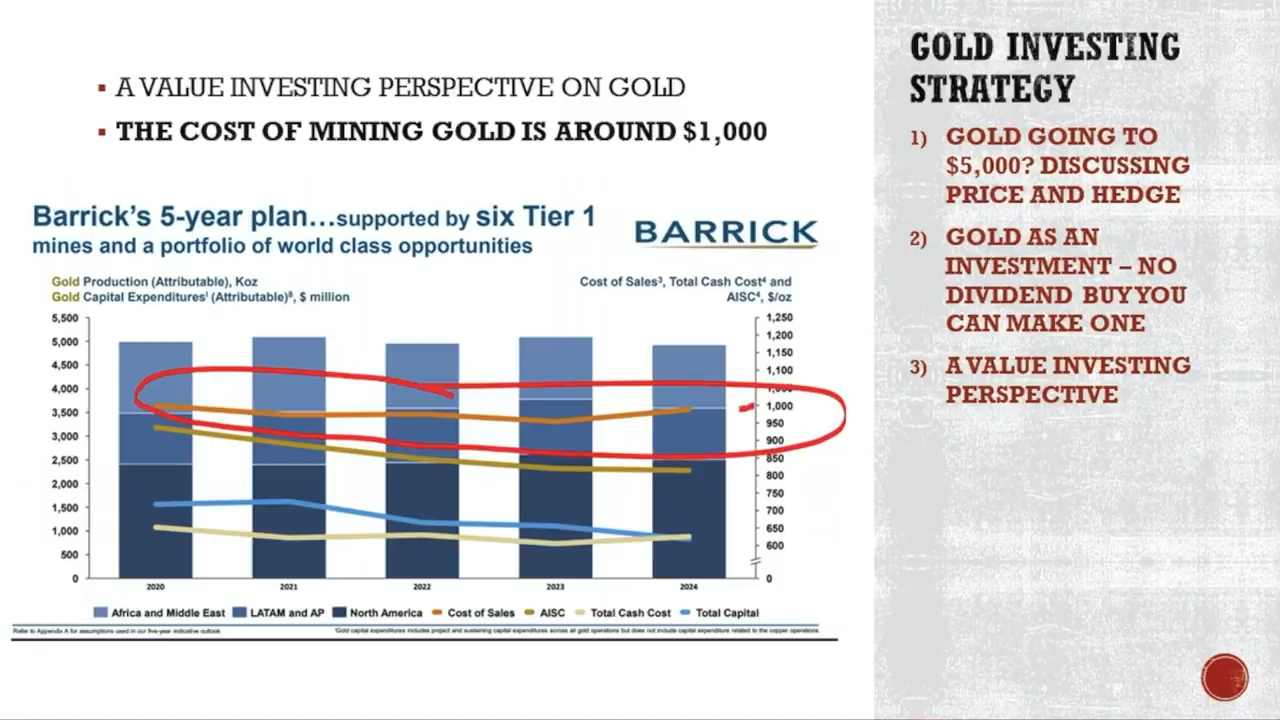 A VALUE INVESTING PERSPECTIVE ON GOLD
THE COST OF MINING GOLD IS AROUND $1,000
Barrick's 5-year plan...supported by six Tier 1
mines and a portfolio of world class opportunities
BARRICK
Gold Production (Attributable), Koz
Gold Capital Expenditures¹ (Attributable)⁸, $ million
Cost of Sales³, Total Cash Cost⁴ and
AISC⁴, $/oz
5,500
5,000
4,500
4,000
3,500
3,000
2,500
2,000
1,500
1,000
500
0
1,250
1,200
1,150
1,100
1,050
1,000
950
900
850
800
750
700
650
600
0
2020 2021 2022 2023 2024
Africa and Middle East LATAM and AP North America Cost of Sales AISC Total Cash Cost Total Capital
Refer to Appendix A for assumptions used in our five-year indicative outlook
¹Gold capital expenditures includes project and sustaining capital expenditures across all gold operations but does not include capital expenditure related to the copper operations.
GOLD INVESTING
STRATEGY
1) GOLD GOING TO
$5,000? DISCUSSING
PRICE AND HEDGE
2) GOLD AS AN
INVESTMENT – NO
DIVIDEND BUY YOU
CAN MAKE ONE
3) A VALUE INVESTING
PERSPECTIVE